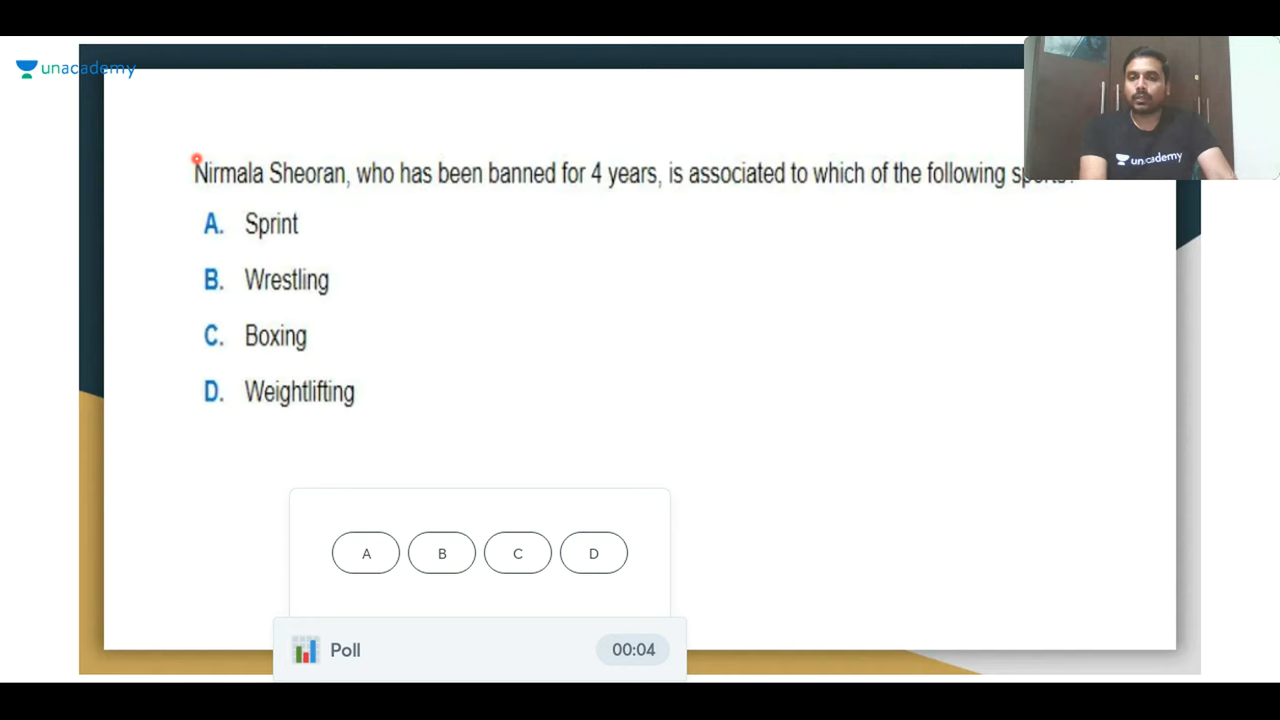 unacademy
Nirmala Sheoran, who has been banned for 4 years, is associated to which of the following
A. Sprint
B. Wrestling
C. Boxing
D. Weightlifting
unacademy
A B C D
Poll 00:04